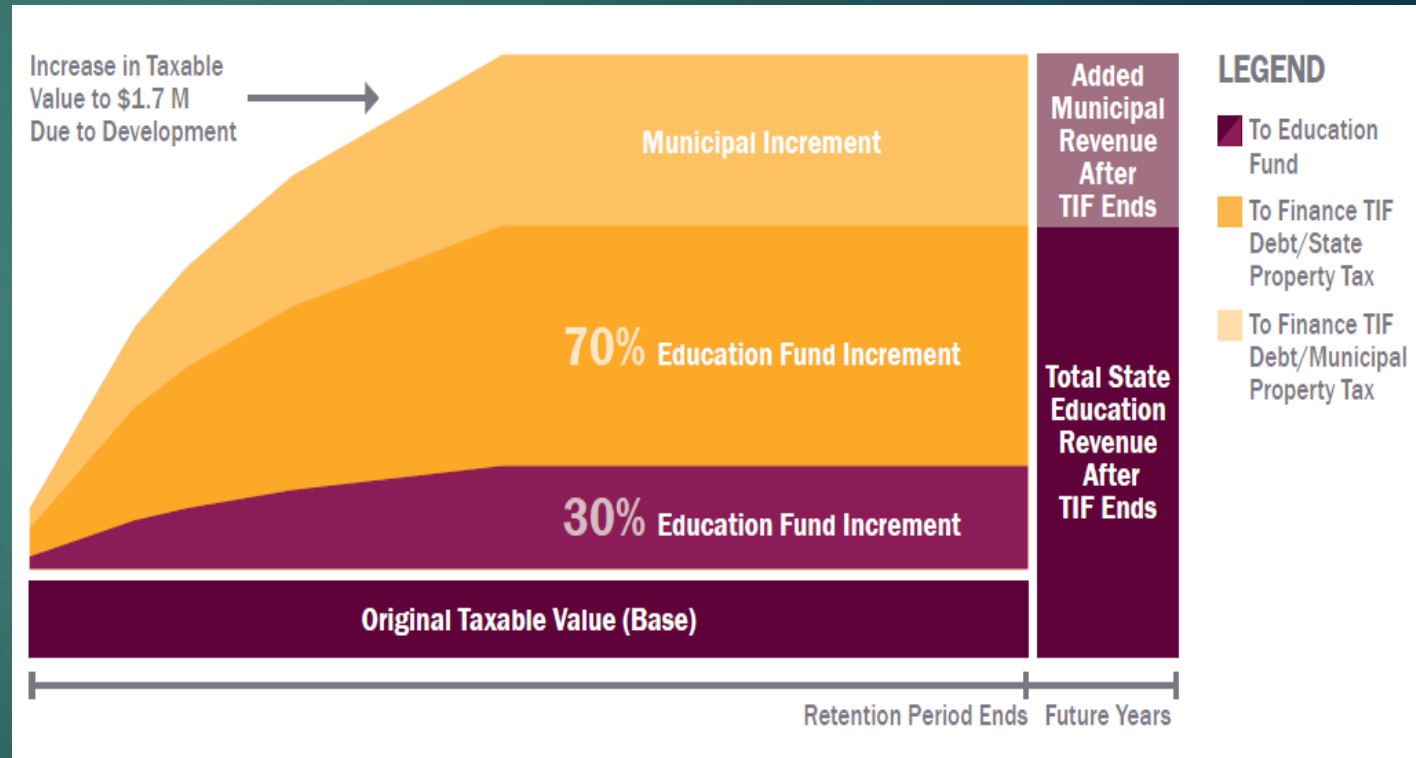 Increase in Taxable
Value to $1.7 M
Due to Development
Municipal Increment
70% Education Fund Increment
30% Education Fund Increment
Original Taxable Value (Base)
Added
Municipal
Revenue
After
TIF Ends
Total State
Education
Revenue
After
TIF Ends
Retention Period Ends
Future Years
LEGEND
To Education
Fund
To Finance TIF
Debt/State
Property Tax
To Finance TIF
Debt/Municipal
Property Tax